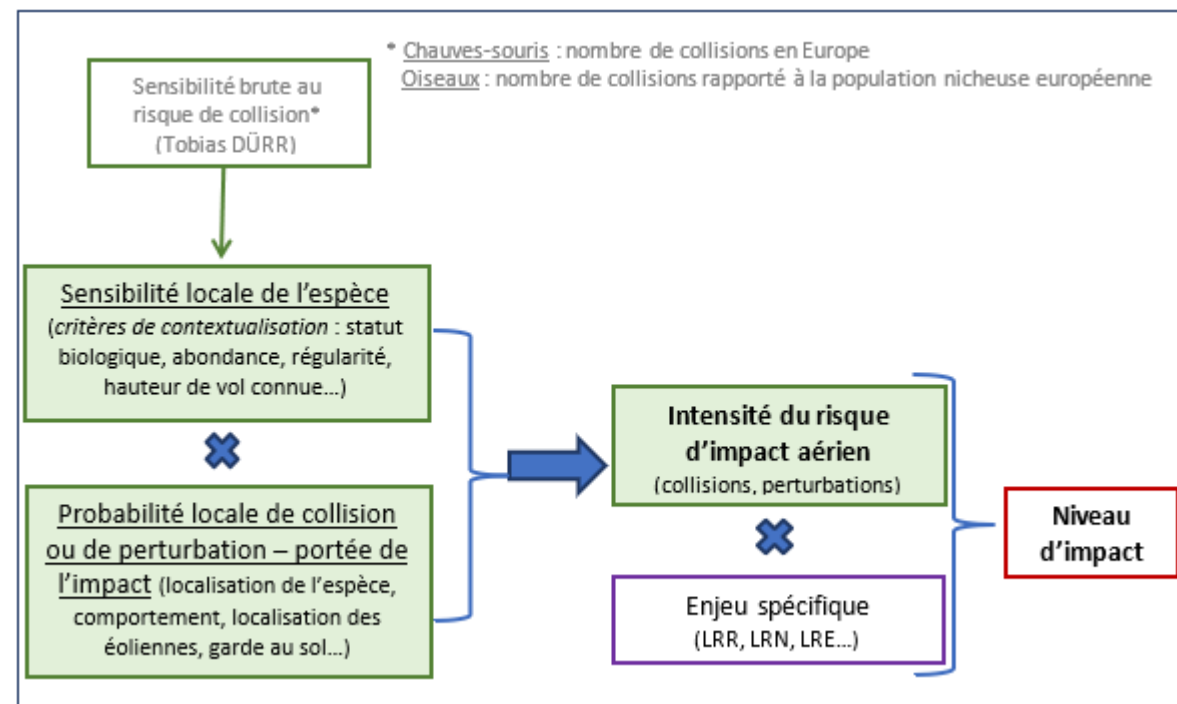 * Chauves-souris : nombre de collisions en Europe
Oiseaux : nombre de collisions rapporté à la population nicheuse européenne
Sensibilité brute au
risque de collision*
(Tobias DÜRR)
Sensibilité locale de l'espèce
(critères de contextualisation : statut
biologique, abondance, régularité,
hauteur de vol connue…)
Probabilité locale de collision
ou de perturbation – portée de
l'impact (localisation de l'espèce,
comportement, localisation des
éoliennes, garde au sol…)
Intensité du risque
d'impact aérien
(collisions, perturbations)
Enjeu spécifique
(LRR, LRN, LRE…)
Niveau
d'impact